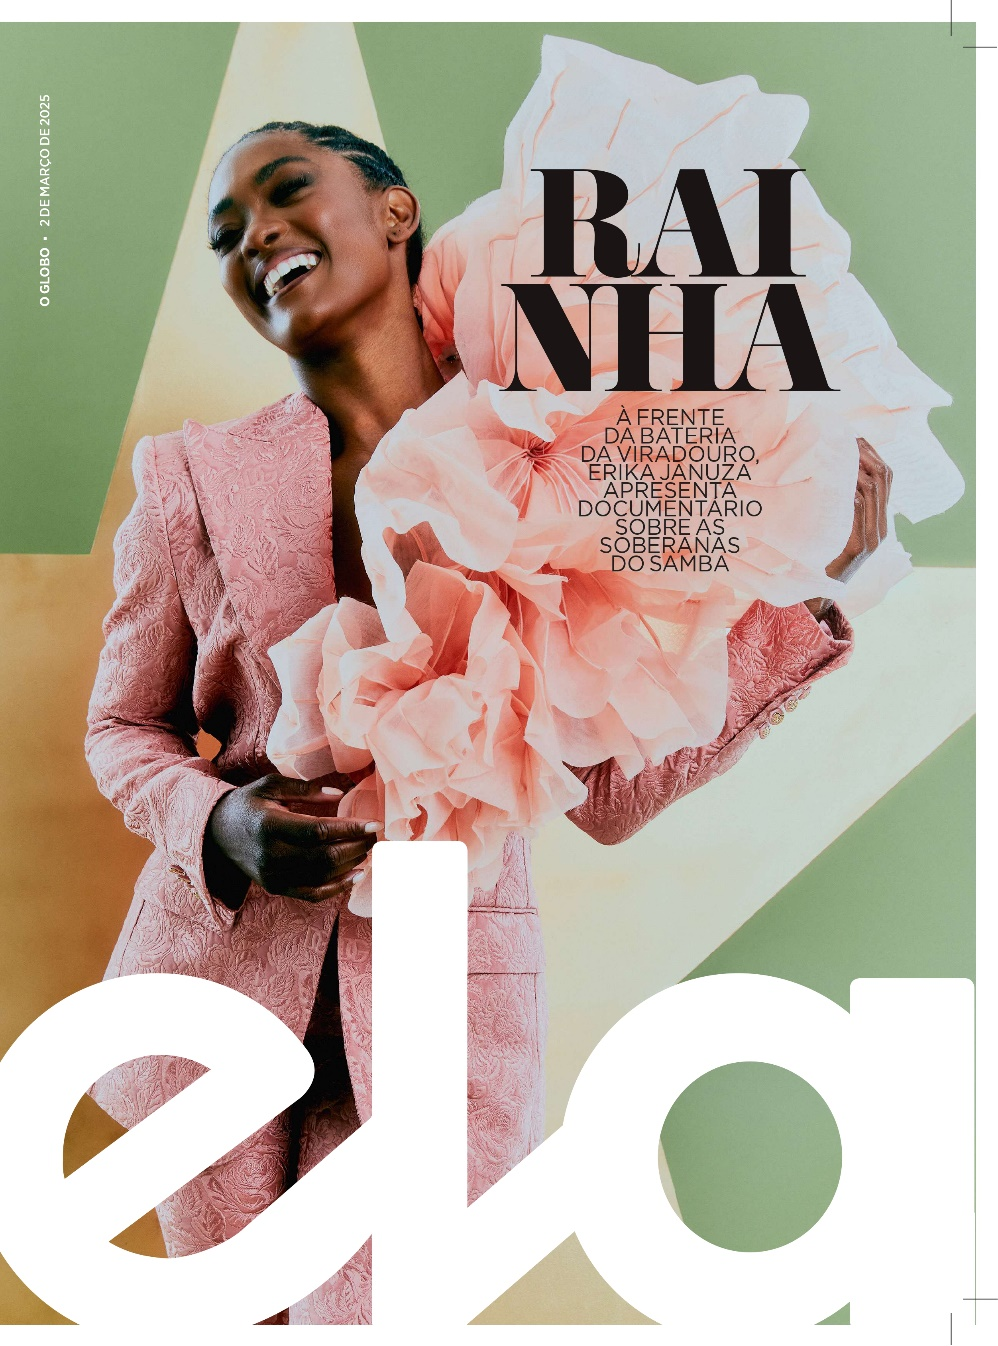 O GLOBO • 2 DE MARÇO DE 2025
RAI
NHA
À FRENTE
DA BATERIA
DA VIRADOURO,
ERIKA JANUZA
APRESENTA
DOCUMENTÁRIO
SOBRE AS
SOBERANAS
DO SAMBA
ela